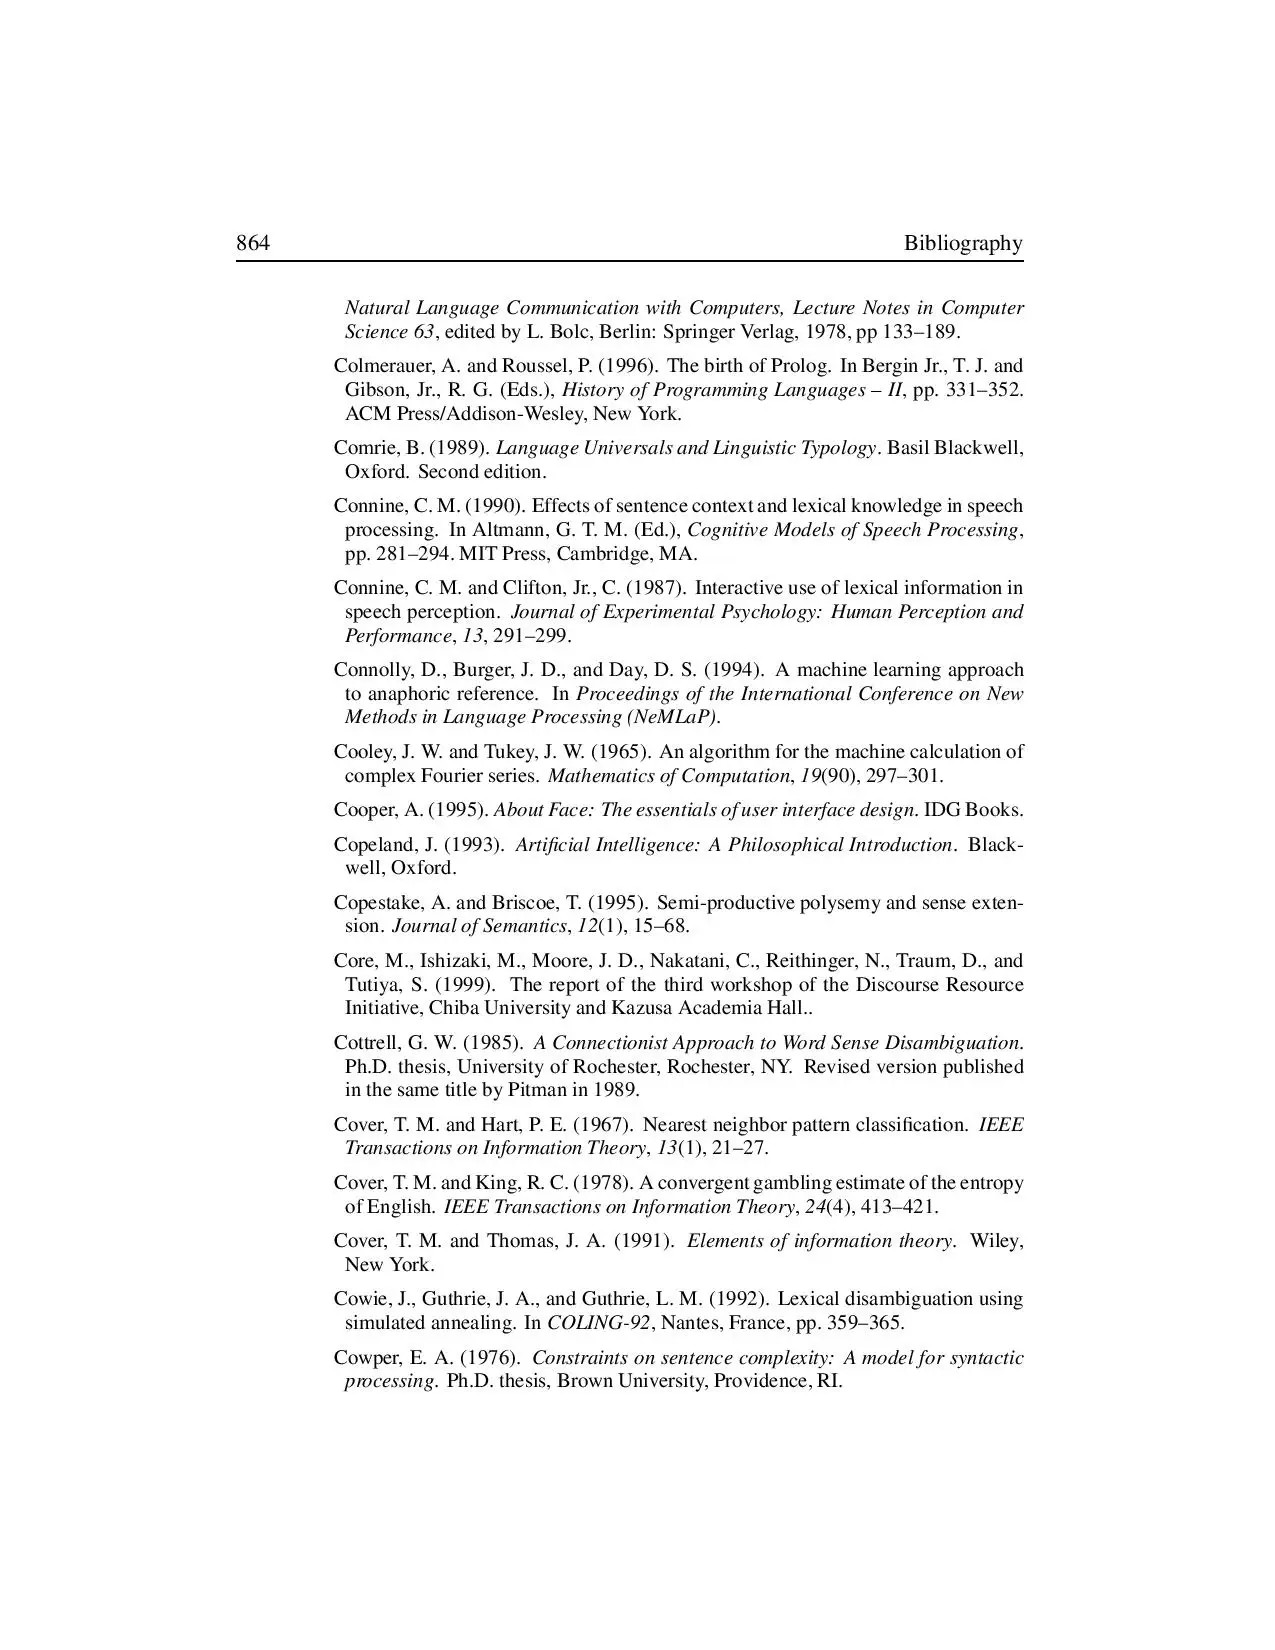 864 Bibliography
Natural Language Communication with Computers, Lecture Notes in Computer
Science 63, edited by L. Bolc, Berlin: Springer Verlag, 1978, pp 133–189.
Colmerauer, A. and Roussel, P. (1996). The birth of Prolog. In Bergin Jr., T. J. and
Gibson, Jr., R. G. (Eds.), History of Programming Languages – II, pp. 331–352.
ACM Press/Addison-Wesley, New York.
Comrie, B. (1989). Language Universals and Linguistic Typology. Basil Blackwell,
Oxford. Second edition.
Connine, C. M. (1990). Effects of sentence context and lexical knowledge in speech
processing. In Altmann, G. T. M. (Ed.), Cognitive Models of Speech Processing,
pp. 281–294. MIT Press, Cambridge, MA.
Connine, C. M. and Clifton, Jr., C. (1987). Interactive use of lexical information in
speech perception. Journal of Experimental Psychology: Human Perception and
Performance, 13, 291–299.
Connolly, D., Burger, J. D., and Day, D. S. (1994). A machine learning approach
to anaphoric reference. In Proceedings of the International Conference on New
Methods in Language Processing (NeMLaP).
Cooley, J. W. and Tukey, J. W. (1965). An algorithm for the machine calculation of
complex Fourier series. Mathematics of Computation, 19(90), 297–301.
Cooper, A. (1995). About Face: The essentials of user interface design. IDG Books.
Copeland, J. (1993). Artificial Intelligence: A Philosophical Introduction. Black-
well, Oxford.
Copestake, A. and Briscoe, T. (1995). Semi-productive polysemy and sense exten-
sion. Journal of Semantics, 12(1), 15–68.
Core, M., Ishizaki, M., Moore, J. D., Nakatani, C., Reithinger, N., Traum, D., and
Tutiya, S. (1999). The report of the third workshop of the Discourse Resource
Initiative, Chiba University and Kazusa Academia Hall..
Cottrell, G. W. (1985). A Connectionist Approach to Word Sense Disambiguation.
Ph.D. thesis, University of Rochester, Rochester, NY. Revised version published
in the same title by Pitman in 1989.
Cover, T. M. and Hart, P. E. (1967). Nearest neighbor pattern classification. IEEE
Transactions on Information Theory, 13(1), 21–27.
Cover, T. M. and King, R. C. (1978). A convergent gambling estimate of the entropy
of English. IEEE Transactions on Information Theory, 24(4), 413–421.
Cover, T. M. and Thomas, J. A. (1991). Elements of information theory. Wiley,
New York.
Cowie, J., Guthrie, J. A., and Guthrie, L. M. (1992). Lexical disambiguation using
simulated annealing. In COLING-92, Nantes, France, pp. 359–365.
Cowper, E. A. (1976). Constraints on sentence complexity: A model for syntactic
processing. Ph.D. thesis, Brown University, Providence, RI.